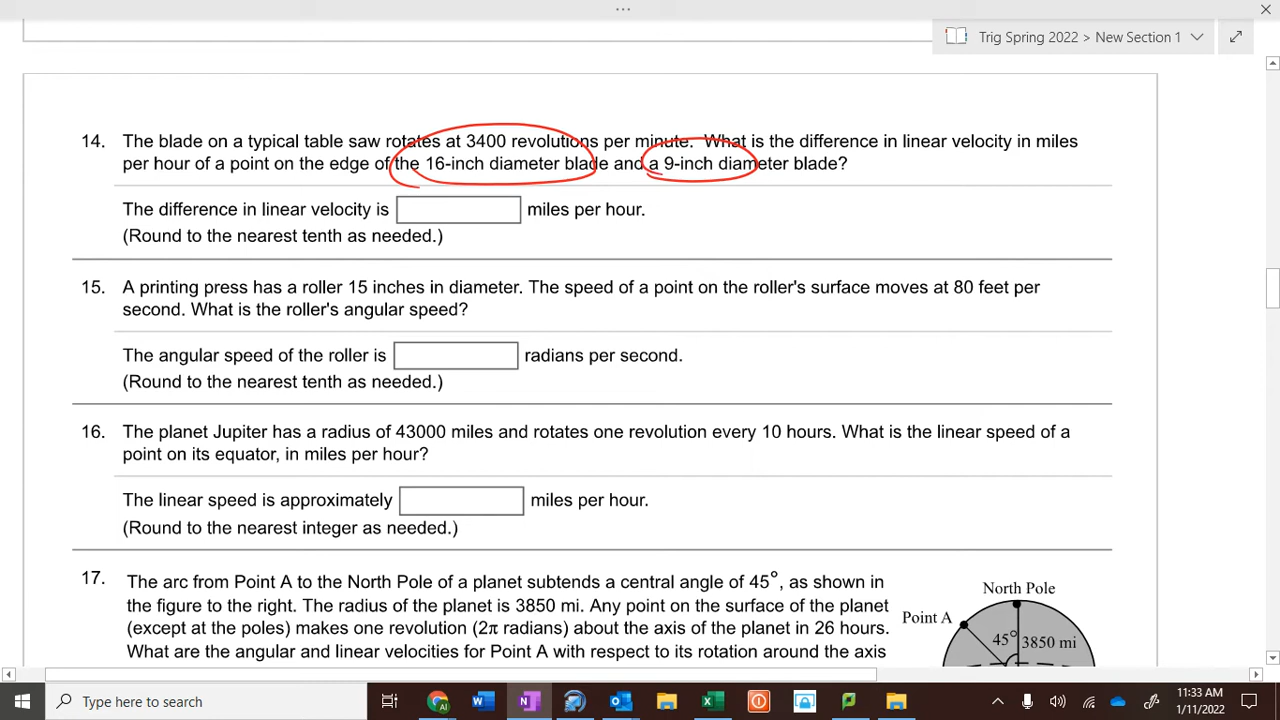 Trig Spring 2022 > New Section 1
14. The blade on a typical table saw rotates at 3400 revolutions per minute. What is the difference in linear velocity in miles
per hour of a point on the edge of the 16-inch diameter blade and a 9-inch diameter blade?
The difference in linear velocity is miles per hour.
(Round to the nearest tenth as needed.)
15. A printing press has a roller 15 inches in diameter. The speed of a point on the roller's surface moves at 80 feet per
second. What is the roller's angular speed?
The angular speed of the roller is radians per second.
(Round to the nearest tenth as needed.)
16. The planet Jupiter has a radius of 43000 miles and rotates one revolution every 10 hours. What is the linear speed of a
point on its equator, in miles per hour?
The linear speed is approximately miles per hour.
(Round to the nearest integer as needed.)
17. The arc from Point A to the North Pole of a planet subtends a central angle of 45°, as shown in
the figure to the right. The radius of the planet is 3850 mi. Any point on the surface of the planet
(except at the poles) makes one revolution (2π radians) about the axis of the planet in 26 hours.
What are the angular and linear velocities for Point A with respect to its rotation around the axis
North Pole
Point A
45° 3850 mi
Type here to search
11:33 AM
1/11/2022